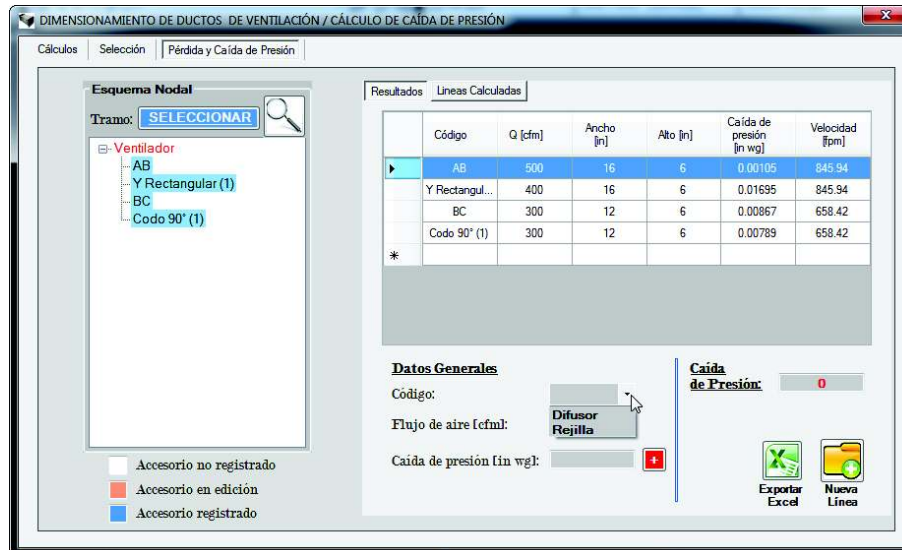 DIMENSIONAMIENTO DE DUCTOS DE VENTILACIÓN / CÁLCULO DE CAÍDA DE PRESIÓN
x
Cálculos Selección Pérdida y Caída de Presión
Esquema Nodal
Tramo: SELECCIONAR
Ventilador
AB
Y Rectangular (1)
BC
Codo 90° (1)
Accesorio no registrado
Accesorio en edición
Accesorio registrado
Resultados Lineas Calculadas
Código Q [cfm] Ancho [in] Alto [in] Caída de presión [in wg] Velocidad [fpm]
AB 500 16 6 0.00105 845.94
Y Rectangul... 400 16 6 0.01695 845.94
BC 300 12 6 0.00867 658.42
Codo 90° (1) 300 12 6 0.00789 658.42
*
Datos Generales
Código:
Difusor
Rejilla
Flujo de aire [cfm]:
Caída de presión [in wg]:
Caída de Presión: 0
Exportar Excel
Nueva Línea